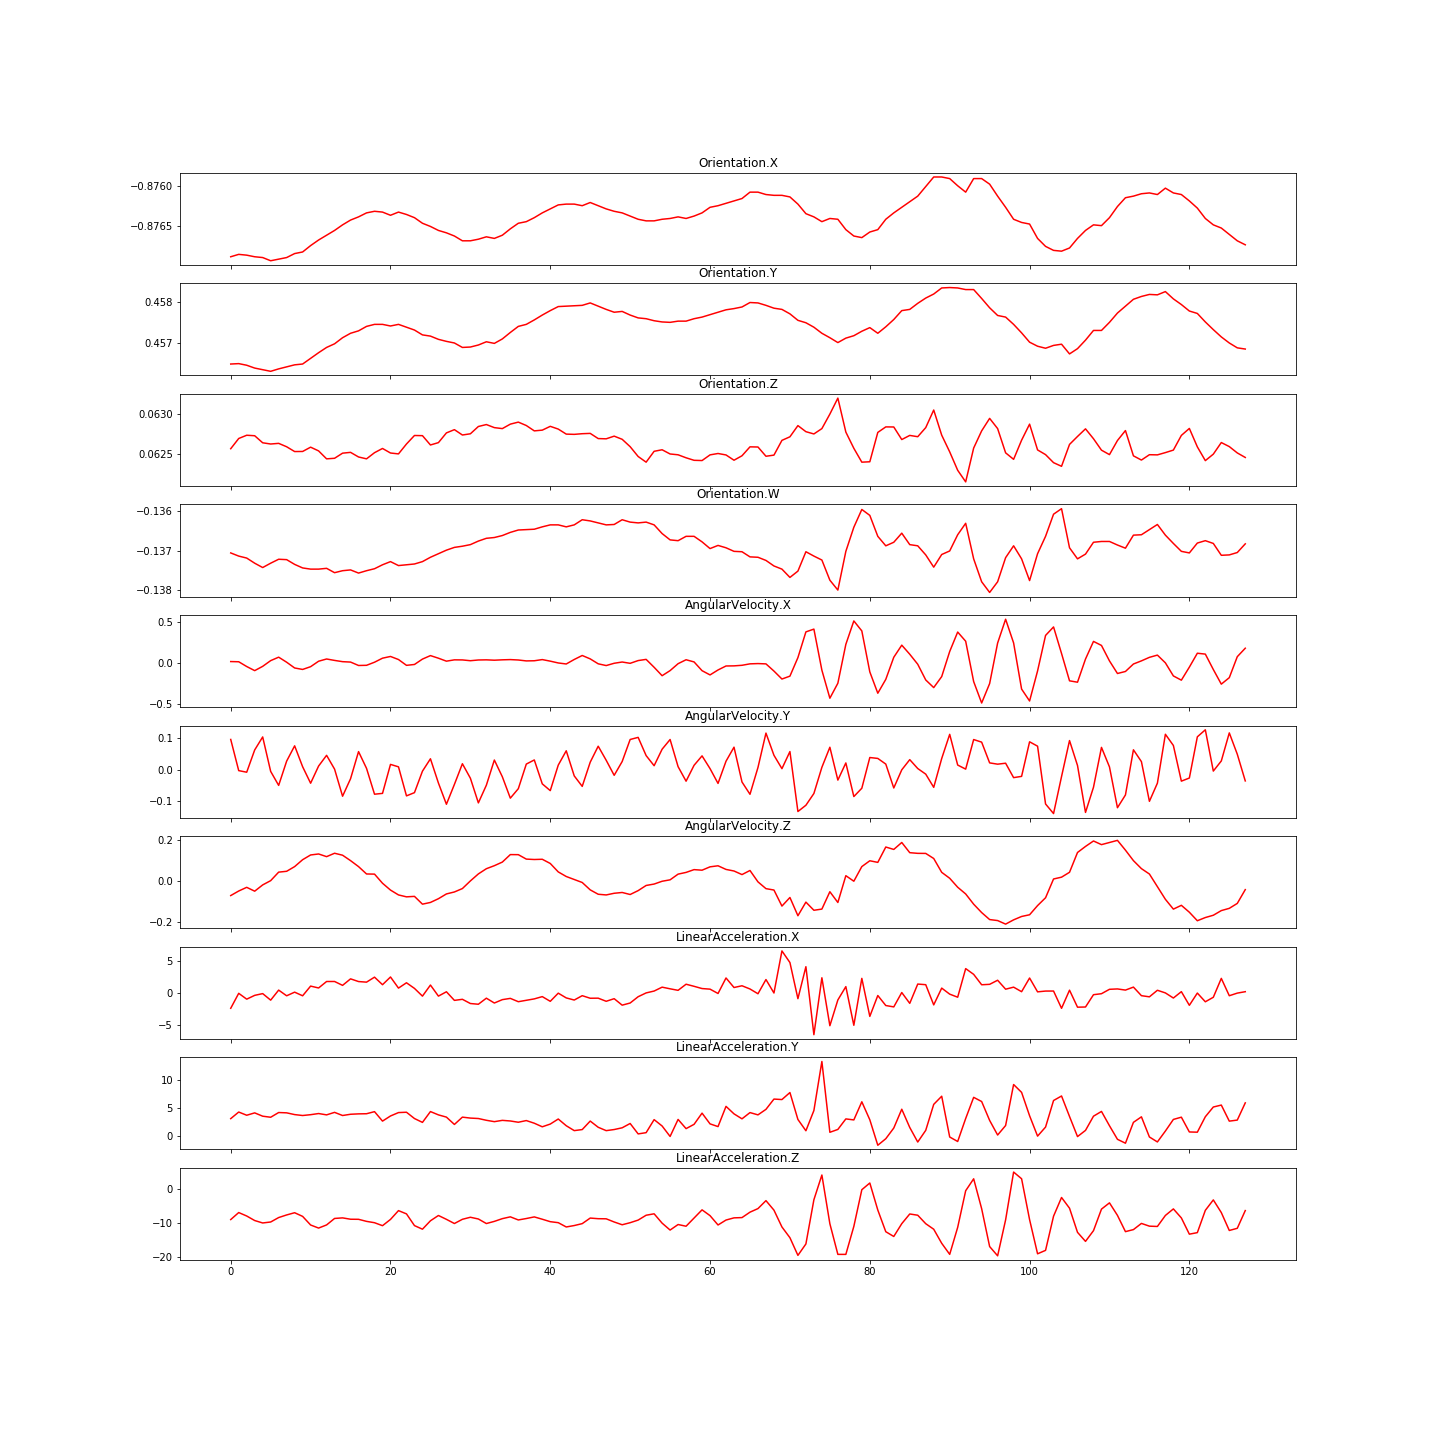 Orientation.X
−0.8760
−0.8765
Orientation.Y
0.458
0.457
Orientation.Z
0.0630
0.0625
Orientation.W
−0.136
−0.137
−0.138
AngularVelocity.X
0.5
0.0
−0.5
AngularVelocity.Y
0.1
0.0
−0.1
AngularVelocity.Z
0.2
0.0
−0.2
LinearAcceleration.X
5
0
−5
LinearAcceleration.Y
10
5
0
LinearAcceleration.Z
0
−10
−20
0 20 40 60 80 100 120